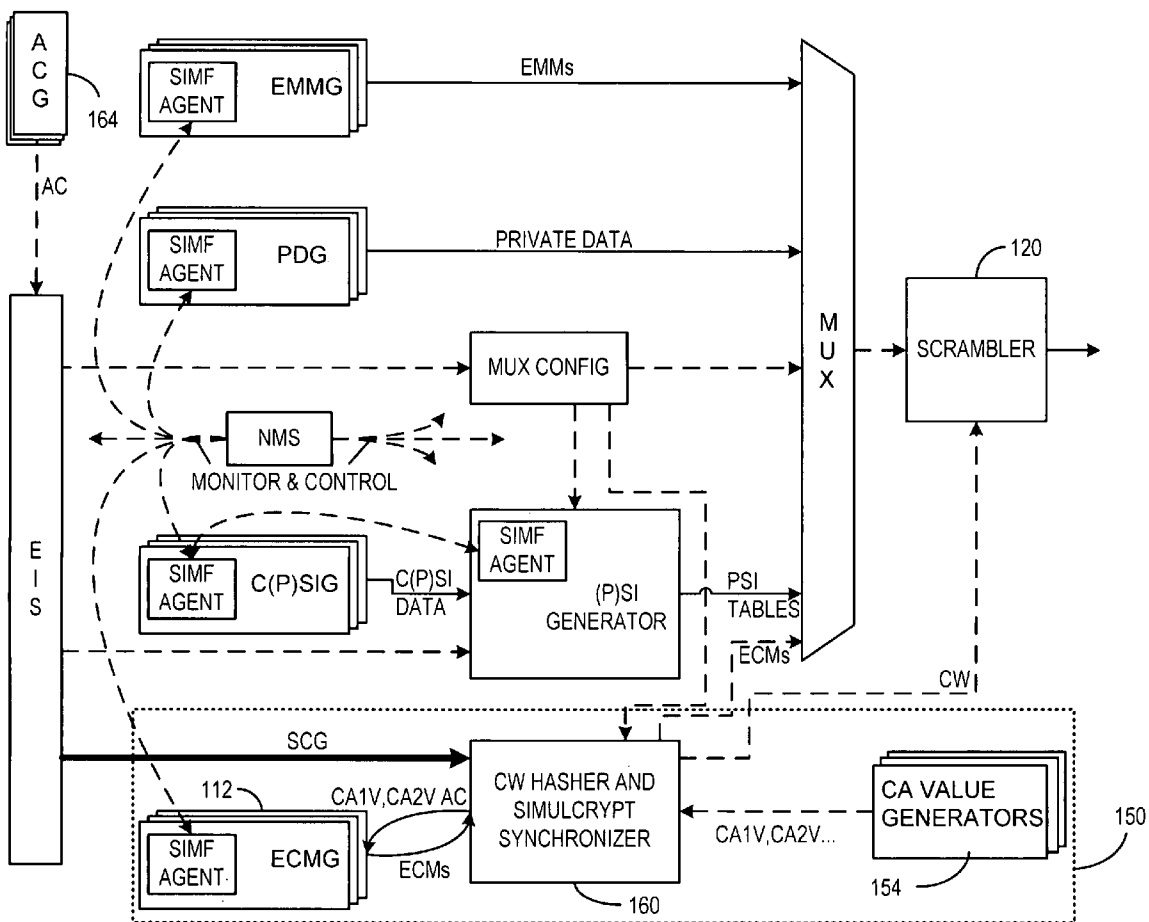 A
C
G
164
AC
SIMF
AGENT
EMMG
EMMs
SIMF
AGENT
PDG
PRIVATE DATA
120
M
U
X
SCRAMBLER
MUX CONFIG
NMS
MONITOR & CONTROL
E
I
S
SIMF
AGENT
C(P)SIG
C(P)SI
DATA
SIMF
AGENT
(P)SI
GENERATOR
PSI
TABLES
ECMs
CW
SCG
112
CA1V,CA2V AC
SIMF
AGENT
ECMG
ECMs
CW HASHER AND
SIMULCRYPT
SYNCHRONIZER
160
CA1V,CA2V...
CA VALUE
GENERATORS
154
150